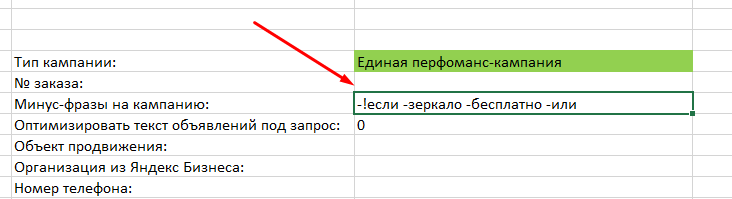 Тип кампании: Единая перфоманс-кампания
№ заказа:
Минус-фразы на кампанию: -!если -зеркало -бесплатно -или
Оптимизировать текст объявлений под запрос: 0
Объект продвижения:
Организация из Яндекс Бизнеса:
Номер телефона: